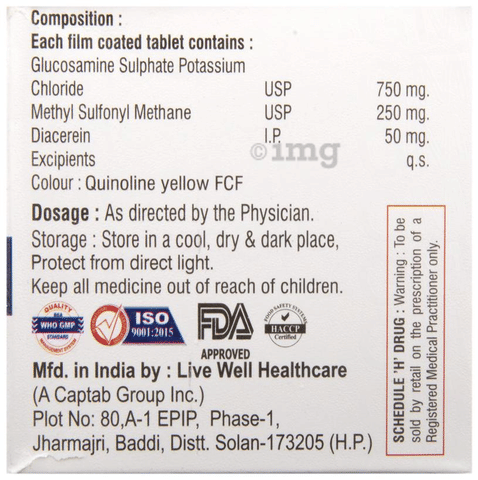 Composition :
Each film coated tablet contains :
Glucosamine Sulphate Potassium
Chloride USP 750 mg.
Methyl Sulfonyl Methane USP 250 mg.
Diacerein I.P. 50 mg.
©img
Excipients q.s.
Colour : Quinoline yellow FCF
Dosage : As directed by the Physician.
Storage : Store in a cool, dry & dark place,
Protect from direct light.
Keep all medicine out of reach of children.
QUALITY
WHO GMP
STANDARD
ISO
9001:2015
FDA
APPROVED
FOOD SAFETY SYSTEMS
HACCP
Certified
Mfd. in India by : Live Well Healthcare
(A Captab Group Inc.)
Plot No: 80,A-1 EPIP, Phase-1,
Jharmajri, Baddi, Distt. Solan-173205 (H.P.)
SCHEDULE 'H' DRUG : Warning : To be
sold by retail on the prescription of a
Registered Medical Practitioner only.